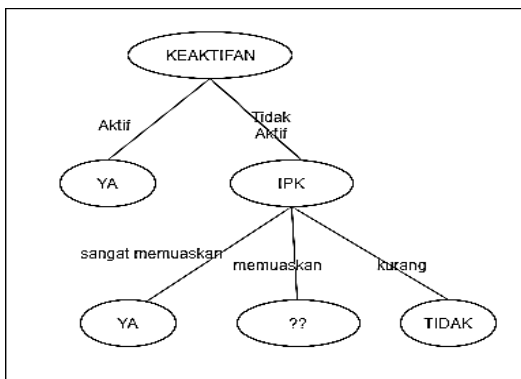 KEAKTIFAN
Aktif
Tidak
Aktif
YA
IPK
sangat memuaskan
memuaskan
kurang
YA
??
TIDAK